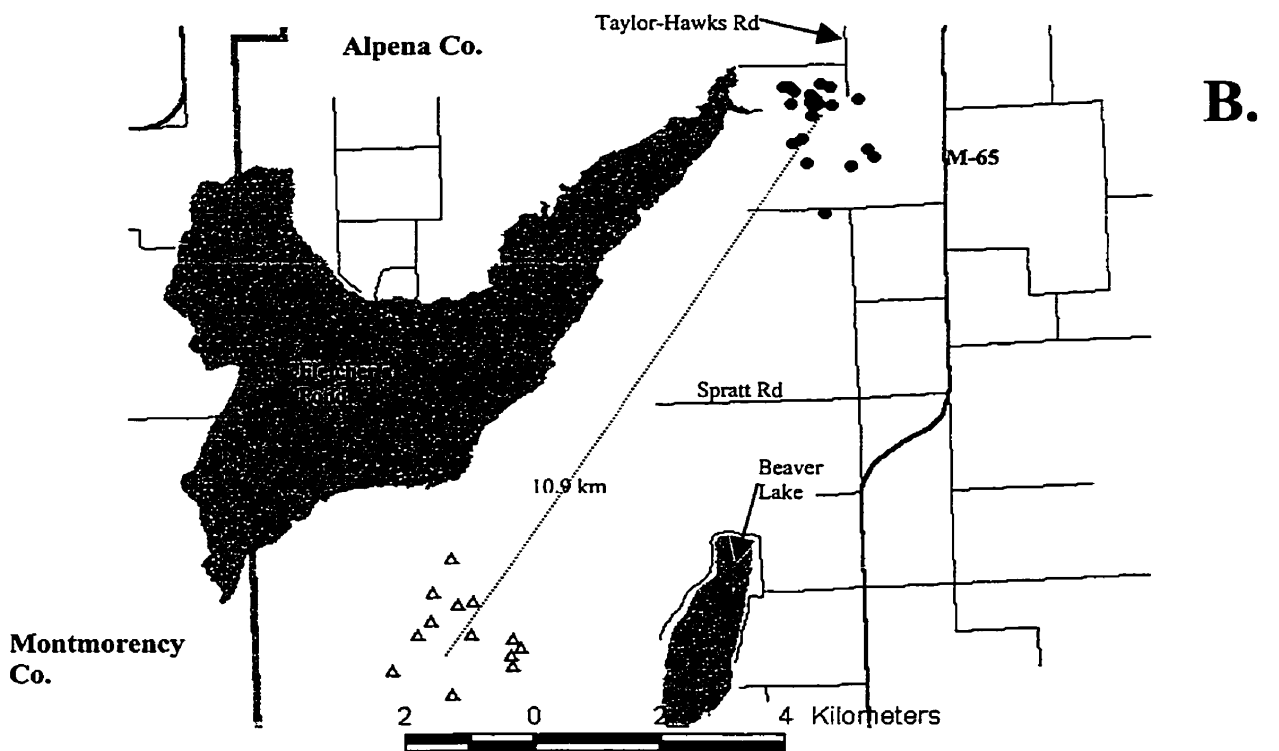 Taylor-Hawks Rd
Alpena Co.
B.
M-65
Spratt Rd
Beaver
Lake
10.9 km
Montmorency
Co.
2 0 2 4 Kilometers